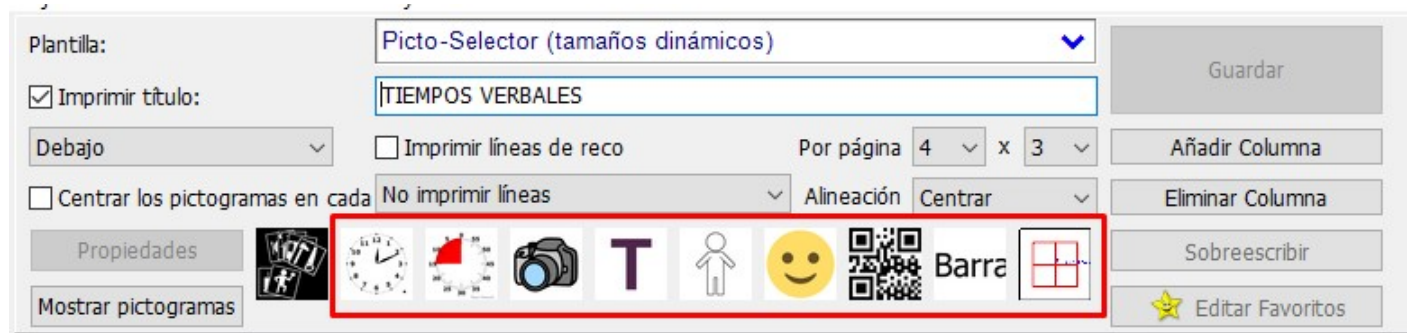 Plantilla:
Picto-Selector (tamaños dinámicos)
Guardar
Imprimir título:
TIEMPOS VERBALES
Debajo
Imprimir líneas de reco
Por página 4 x 3
Añadir Columna
Centrar los pictogramas en cada
No imprimir líneas
Alineación Centrar
Eliminar Columna
Propiedades
T
Barra
Sobreescribir
Mostrar pictogramas
Editar Favoritos